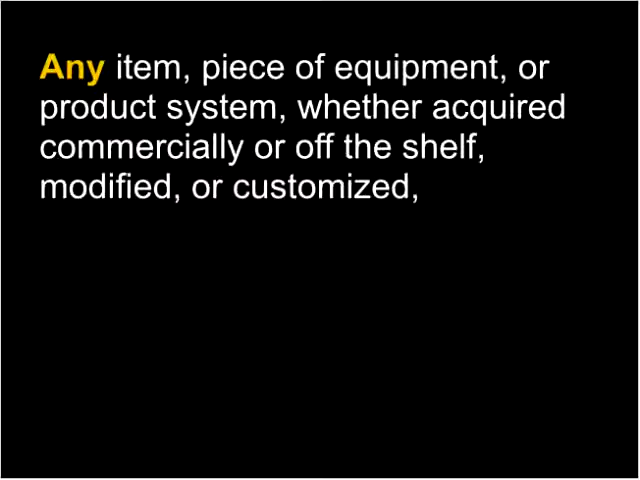 Any item, piece of equipment, or
product system, whether acquired
commercially or off the shelf,
modified, or customized,